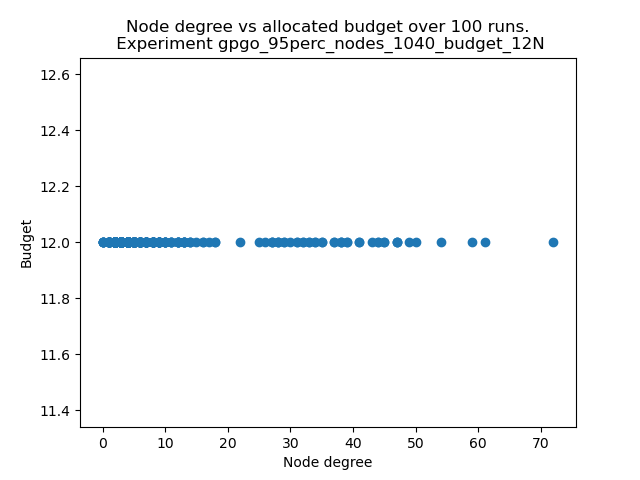 Node degree vs allocated budget over 100 runs.
Experiment gpgo_95perc_nodes_1040_budget_12N
12.6
12.4
12.2
12.0
11.8
11.6
11.4
Budget
0 10 20 30 40 50 60 70
Node degree